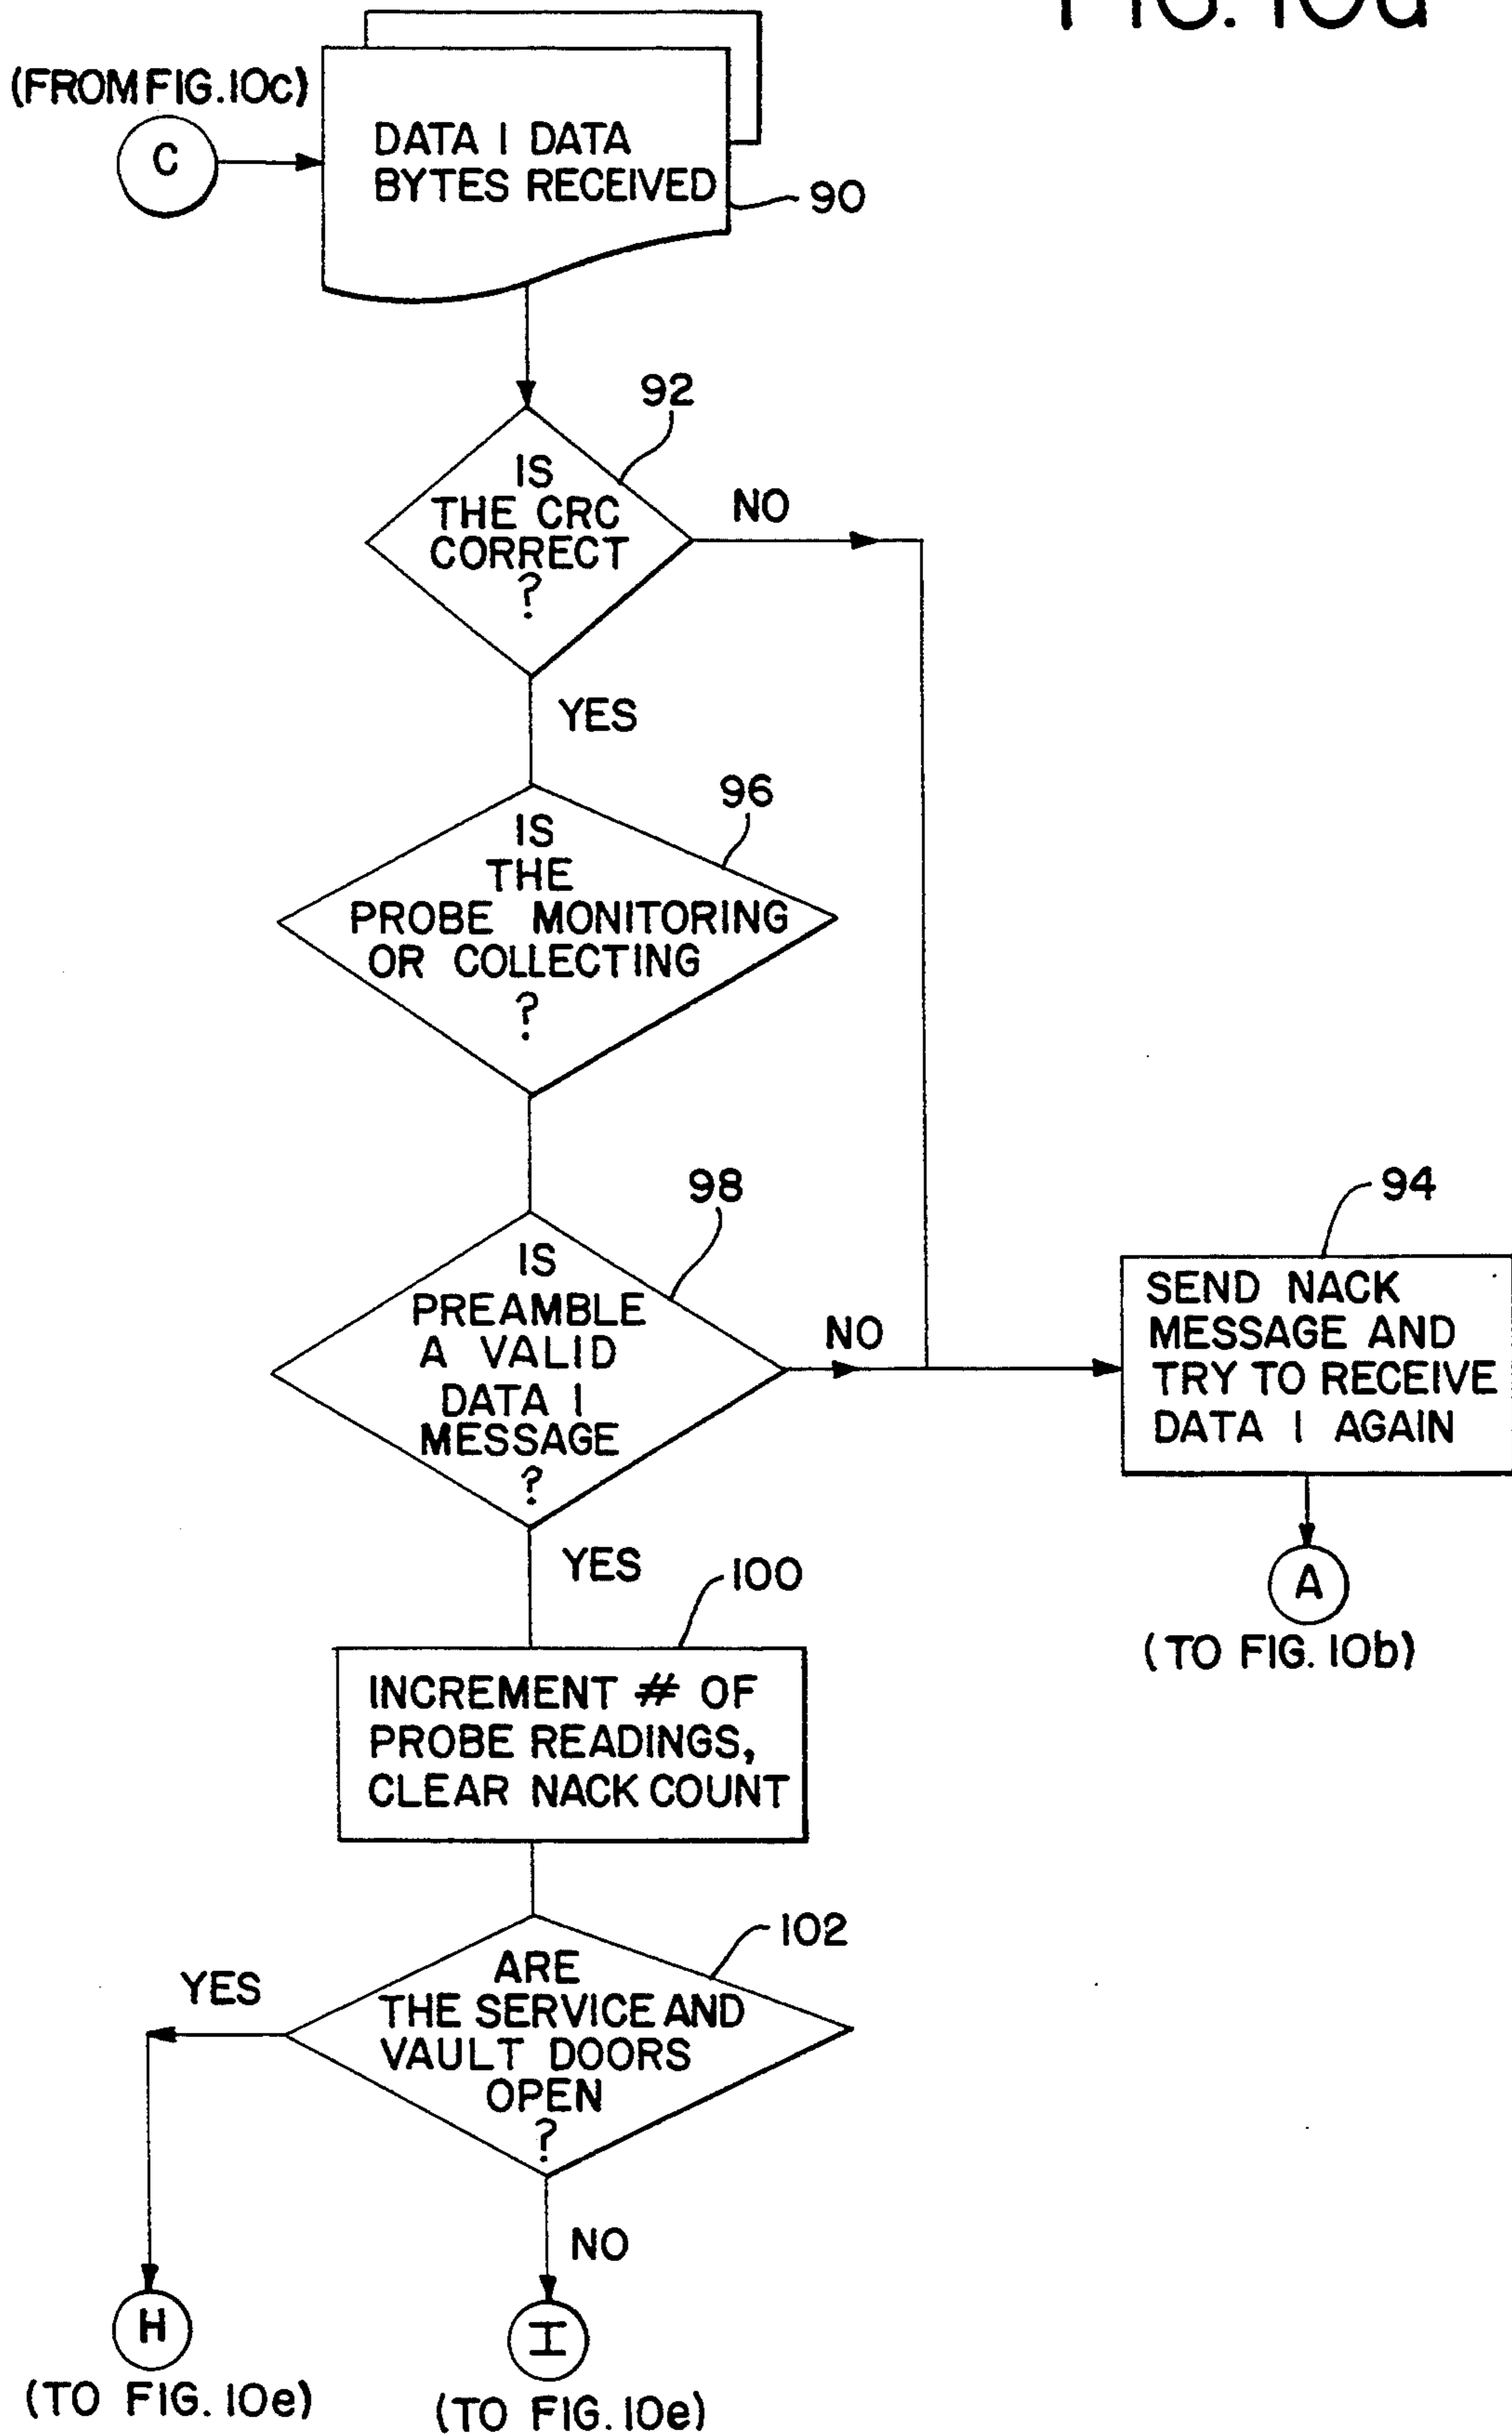 FIG.
(FROM FIG. 10c)
C
DATA 1 DATA
BYTES RECEIVED
90
92
IS
THE CRC
CORRECT
?
NO
YES
96
IS
THE
PROBE MONITORING
OR COLLECTING
?
98
IS
PREAMBLE
A VALID
DATA 1
MESSAGE
?
NO
94
SEND NACK
MESSAGE AND
TRY TO RECEIVE
DATA 1 AGAIN
A
(TO FIG. 10b)
YES
100
INCREMENT # OF
PROBE READINGS,
CLEAR NACK COUNT
102
ARE
THE SERVICE AND
VAULT DOORS
OPEN
?
YES
NO
H
(TO FIG. 10e)
I
(TO FIG. 10e)